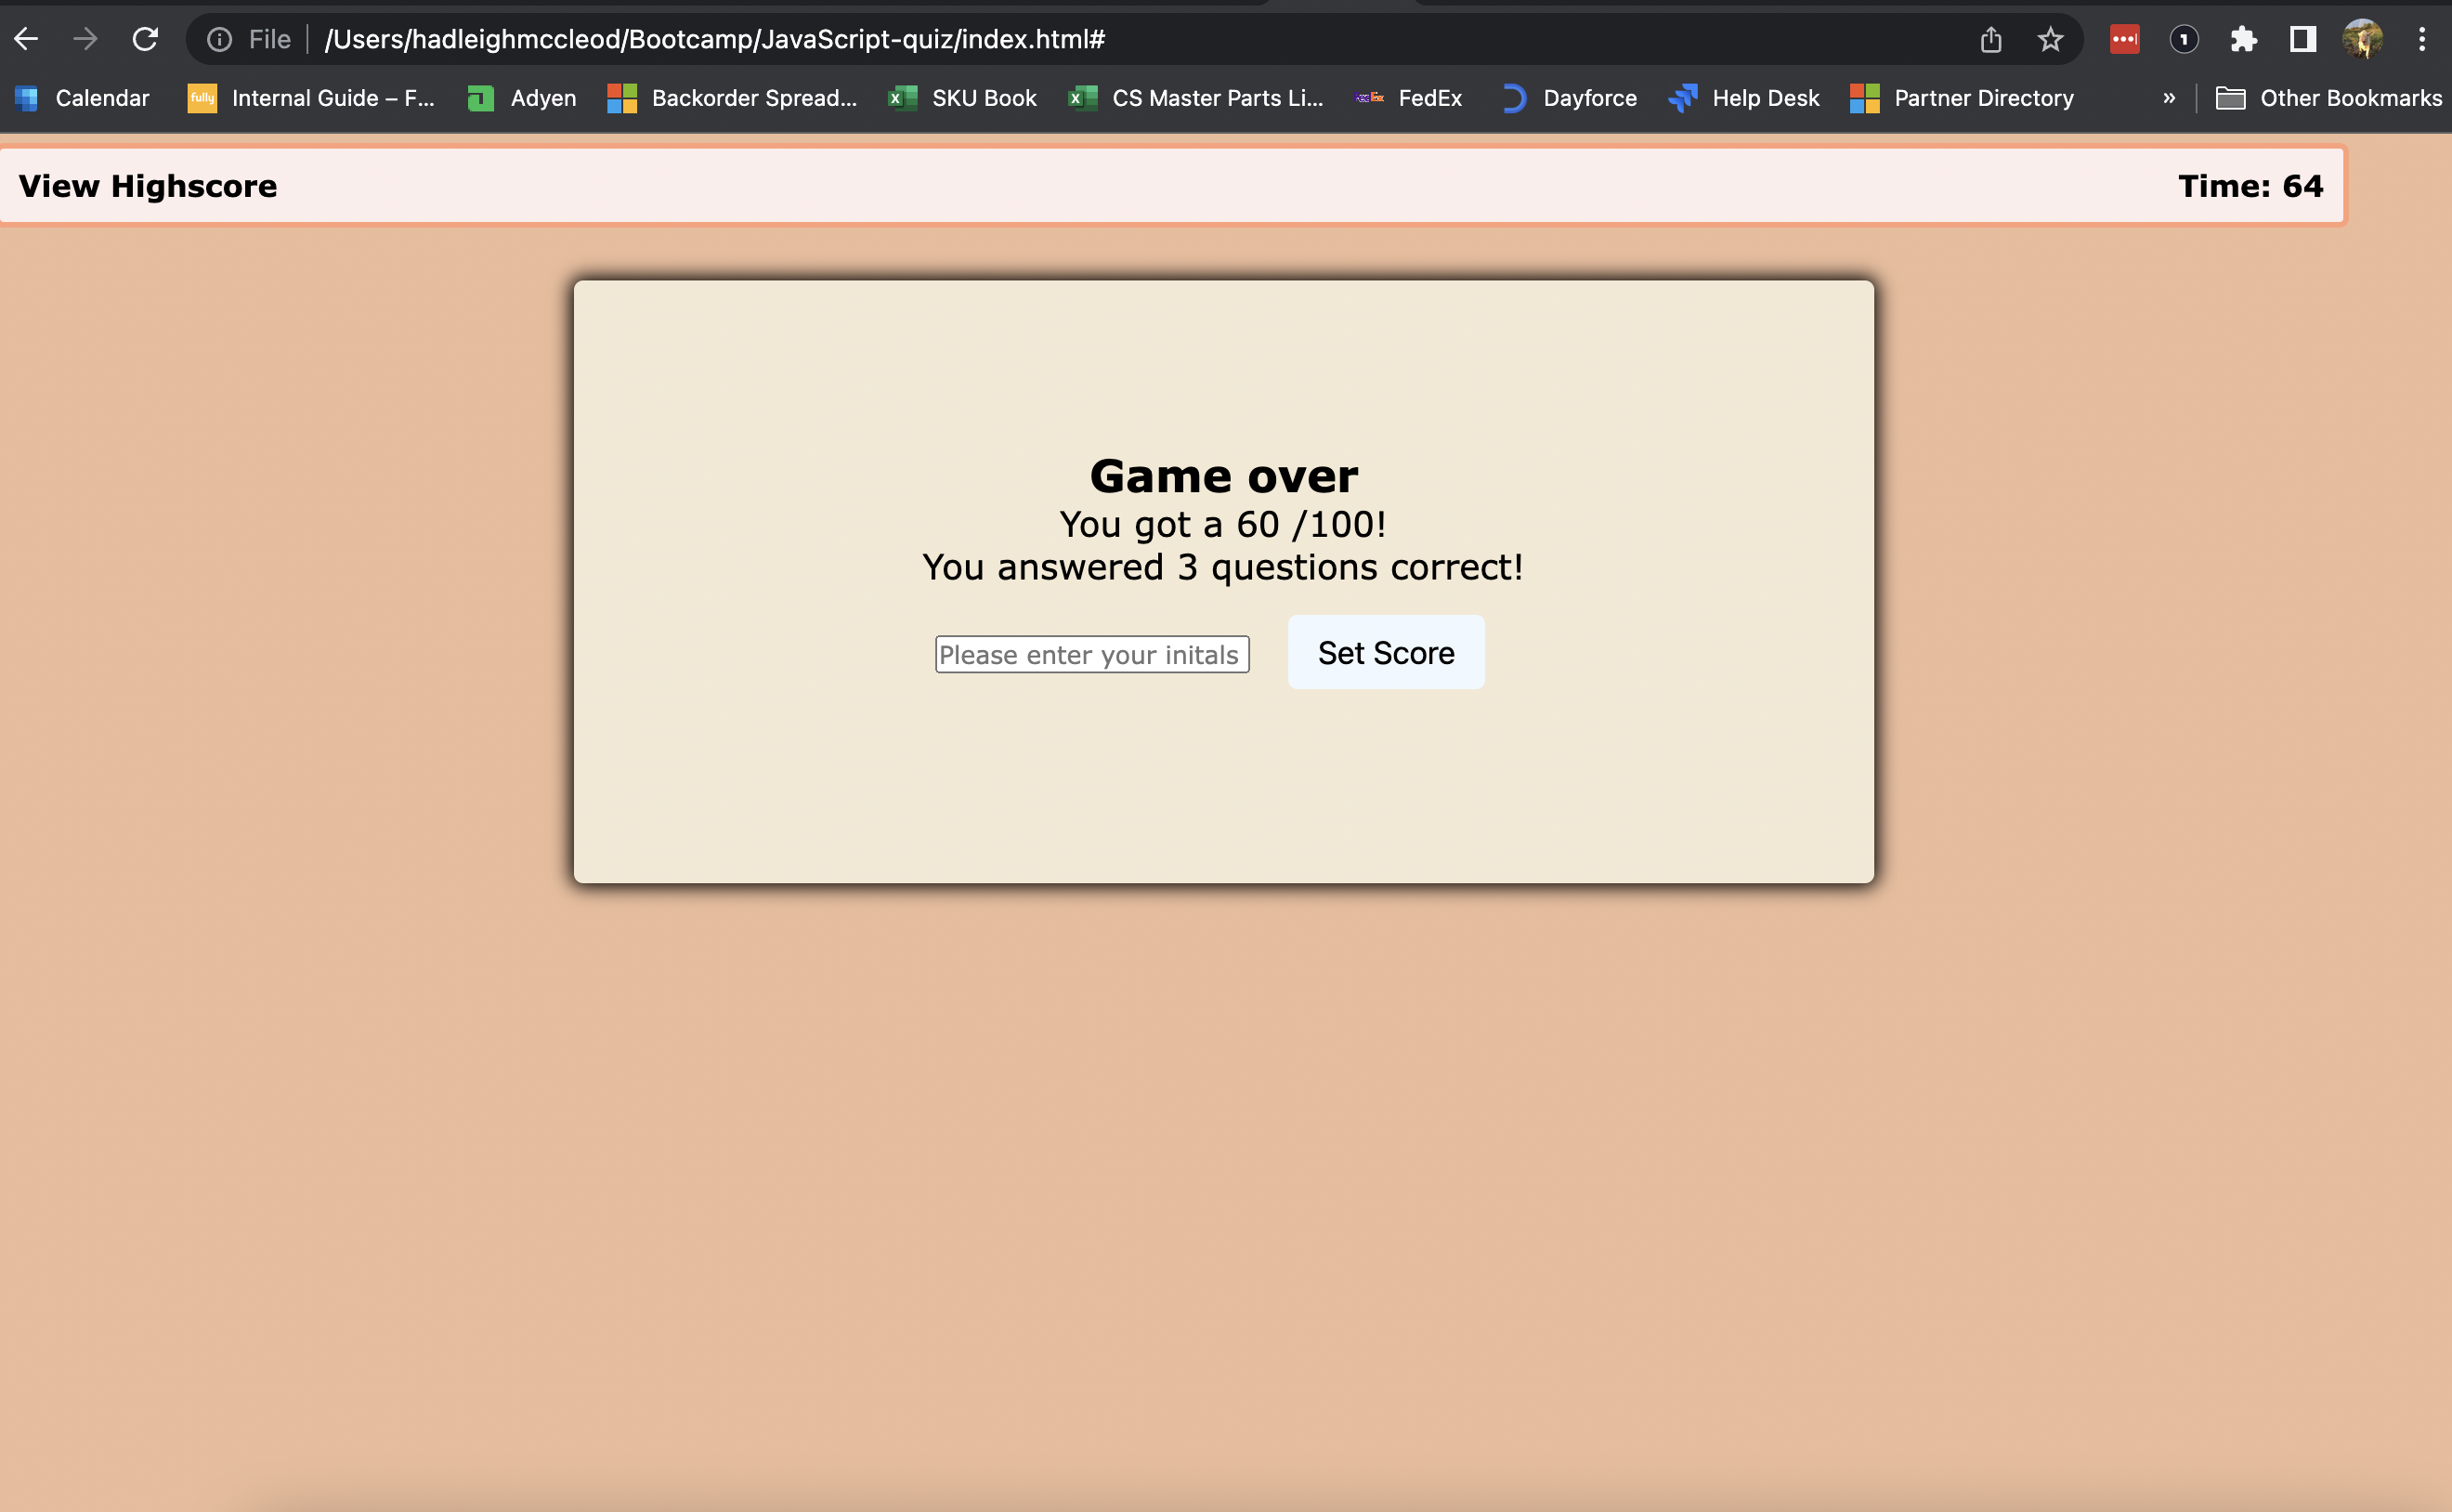 File /Users/hadleighmccleod/Bootcamp/JavaScript-quiz/index.html#
Calendar fully Internal Guide – F... Adyen Backorder Spread... SKU Book CS Master Parts Li... FedEx Dayforce Help Desk Partner Directory » Other Bookmarks
View Highscore Time: 64
Game over
You got a 60 /100!
You answered 3 questions correct!
Please enter your initals Set Score